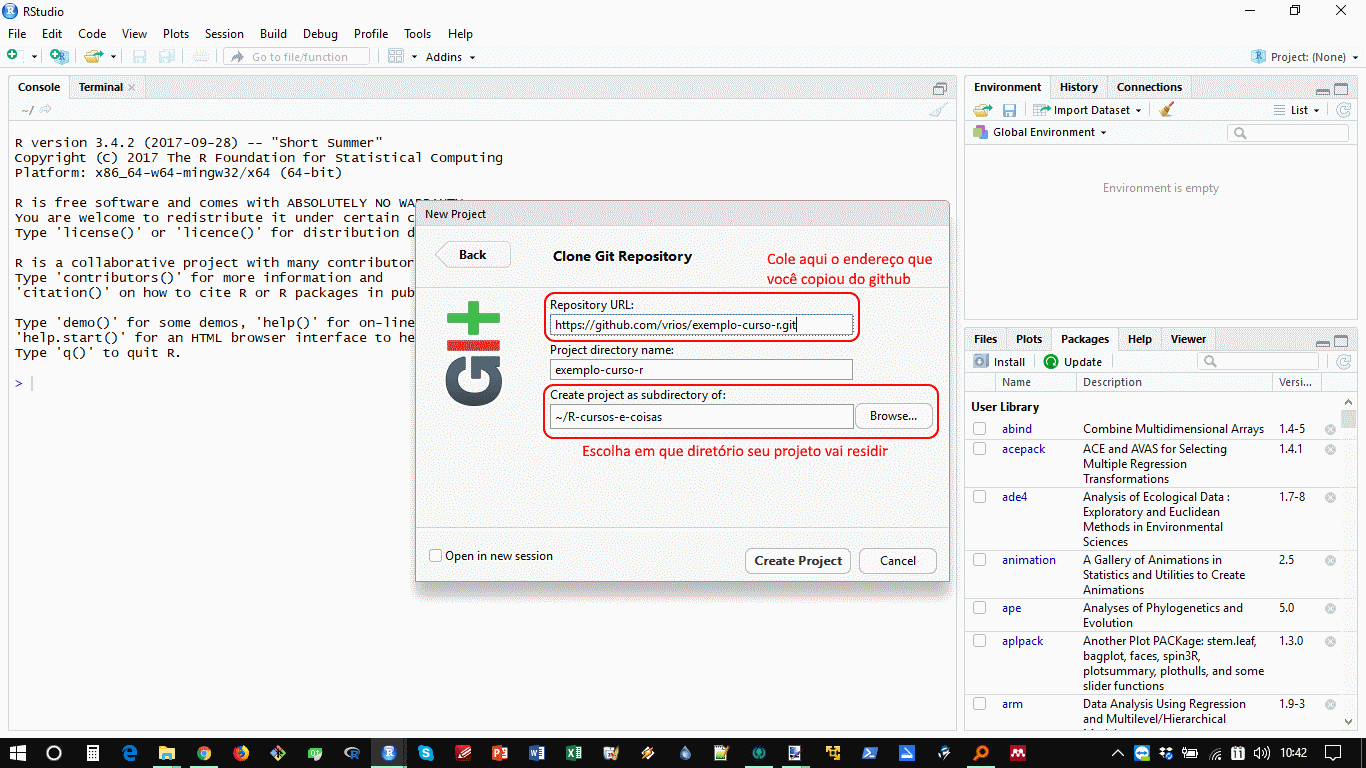 RStudio
File Edit Code View Plots Session Build Debug Profile Tools Help
Go to file/function
Addins
Project: (None)
Console Terminal
~/
R version 3.4.2 (2017-09-28) -- "Short Summer"
Copyright (C) 2017 The R Foundation for Statistical Computing
Platform: x86_64-w64-mingw32/x64 (64-bit)
R is free software and comes with ABSOLUTELY NO WARRANTY
You are welcome to redistribute it under certain c
Type 'license()' or 'licence()' for distribution d
R is a collaborative project with many contributor
Type 'contributors()' for more information and
'citation()' on how to cite R or R packages in pub
Type 'demo()' for some demos, 'help()' for on-line
'help.start()' for an HTML browser interface to he
Type 'q()' to quit R.
>
New Project
Back
Clone Git Repository
Cole aqui o endereço que
você copiou do github
Git
Repository URL:
https://github.com/vrios/exemplo-curso-r.git
Project directory name:
exemplo-curso-r
Create project as subdirectory of:
~/R-cursos-e-coisas
Browse...
Escolha em que diretório seu projeto vai residir
Open in new session
Create Project
Cancel
Environment History Connections
Import Dataset
List
Global Environment
Environment is empty
Files Plots Packages Help Viewer
Install Update
Name Description Versi...
User Library
abind Combine Multidimensional Arrays 1.4-5
acepack ACE and AVAS for Selecting 1.4.1
Multiple Regression
Transformations
ade4 Analysis of Ecological Data : 1.7-8
Exploratory and Euclidean
Methods in Environmental
Sciences
animation A Gallery of Animations in 2.5
Statistics and Utilities to Create
Animations
ape Analyses of Phylogenetics and 5.0
Evolution
aplpack Another Plot PACKage: stem.leaf, 1.3.0
bagplot, faces, spin3R,
plotsummary, plothulls, and some
slider functions
arm Data Analysis Using Regression 1.9-3
and Multilevel/Hierarchical
10:42